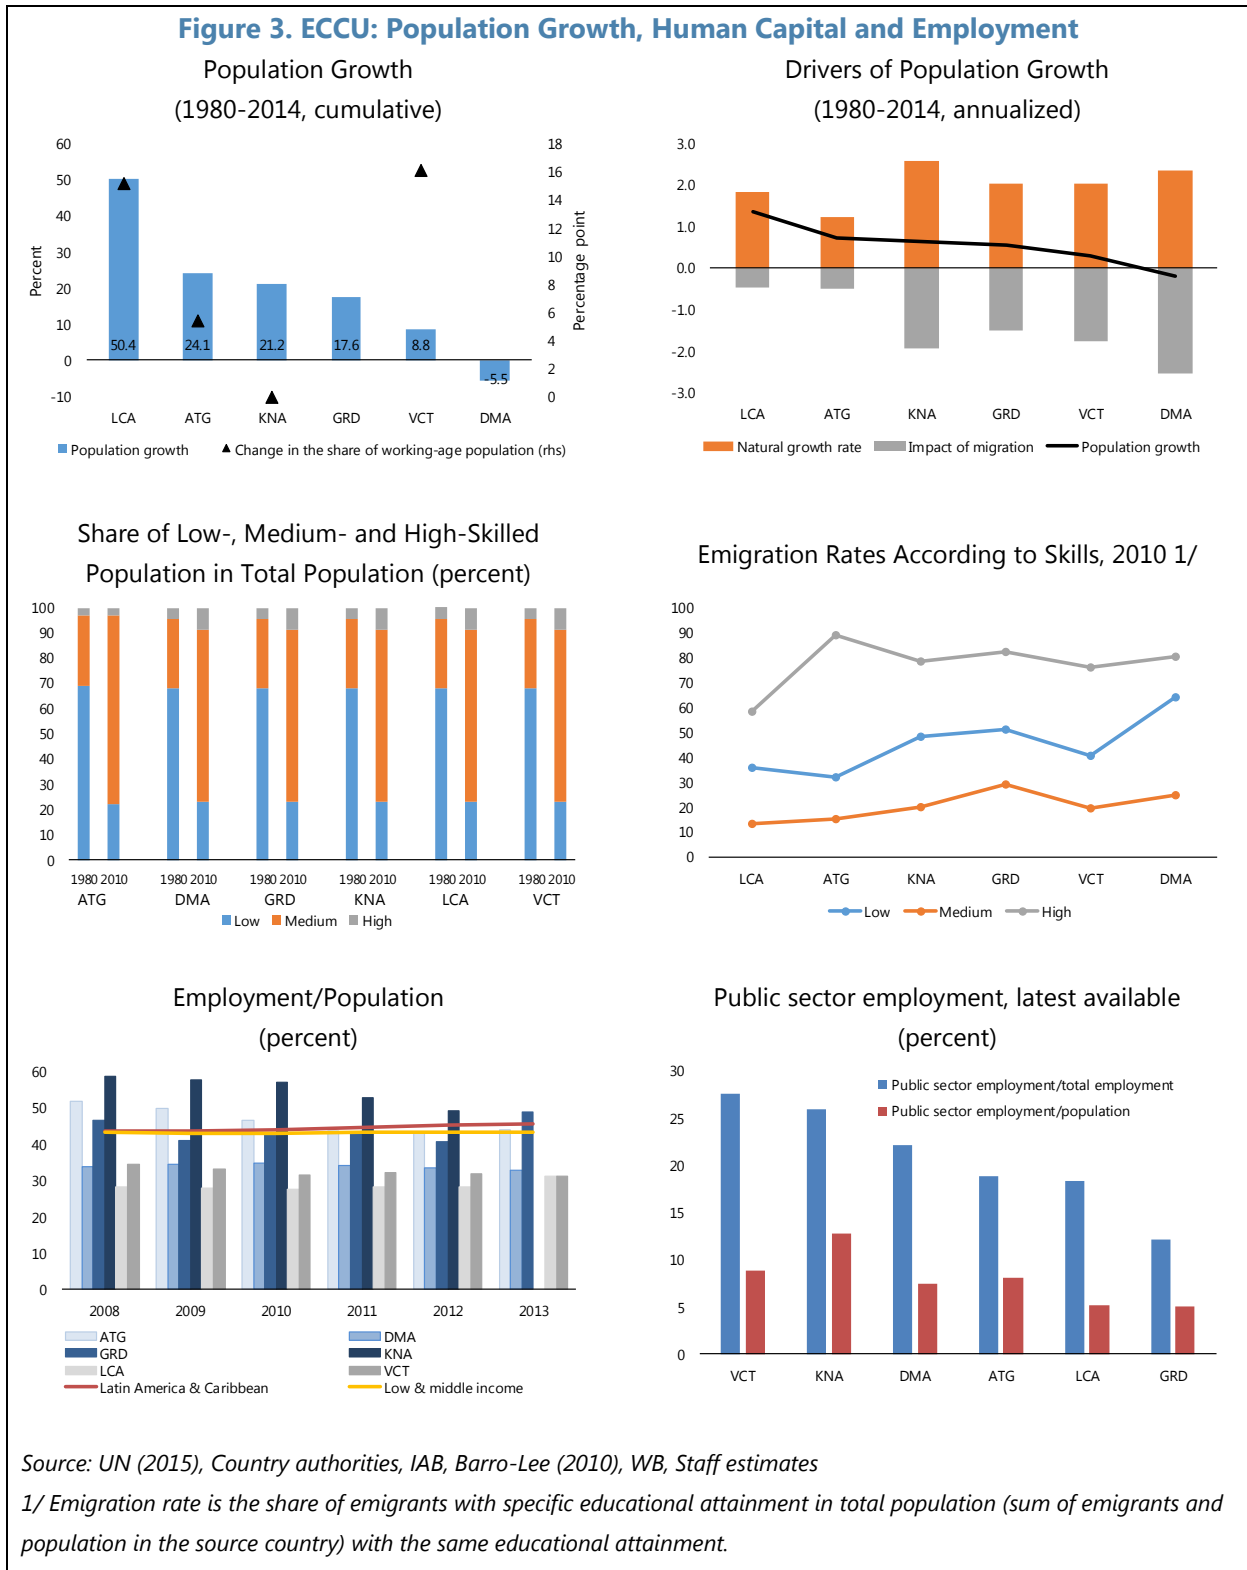 Figure 3. ECCU: Population Growth, Human Capital and Employment
Population Growth
(1980-2014, cumulative)
60
50
40
30
20
10
0
-10
Percent
18
16
14
12
10
8
6
4
2
0
Percentage point
50.4
24.1
21.2
17.6
8.8
-5.5
LCA ATG KNA GRD VCT DMA
Population growth Change in the share of working-age population (rhs)
Drivers of Population Growth
(1980-2014, annualized)
3.0
2.0
1.0
0.0
-1.0
-2.0
-3.0
LCA ATG KNA GRD VCT DMA
Natural growth rate Impact of migration Population growth
Share of Low-, Medium- and High-Skilled
Population in Total Population (percent)
100
90
80
70
60
50
40
30
20
10
0
1980 2010 1980 2010 1980 2010 1980 2010 1980 2010 1980 2010
ATG DMA GRD KNA LCA VCT
Low Medium High
Emigration Rates According to Skills, 2010 1/
100
90
80
70
60
50
40
30
20
10
0
LCA ATG KNA GRD VCT DMA
Low Medium High
Employment/Population
(percent)
60
50
40
30
20
10
0
2008 2009 2010 2011 2012 2013
ATG DMA
GRD KNA
LCA VCT
Latin America & Caribbean Low & middle income
Public sector employment, latest available
(percent)
30
25
20
15
10
5
0
Public sector employment/total employment
Public sector employment/population
VCT KNA DMA ATG LCA GRD
Source: UN (2015), Country authorities, IAB, Barro-Lee (2010), WB, Staff estimates
1/ Emigration rate is the share of emigrants with specific educational attainment in total population (sum of emigrants and
population in the source country) with the same educational attainment.